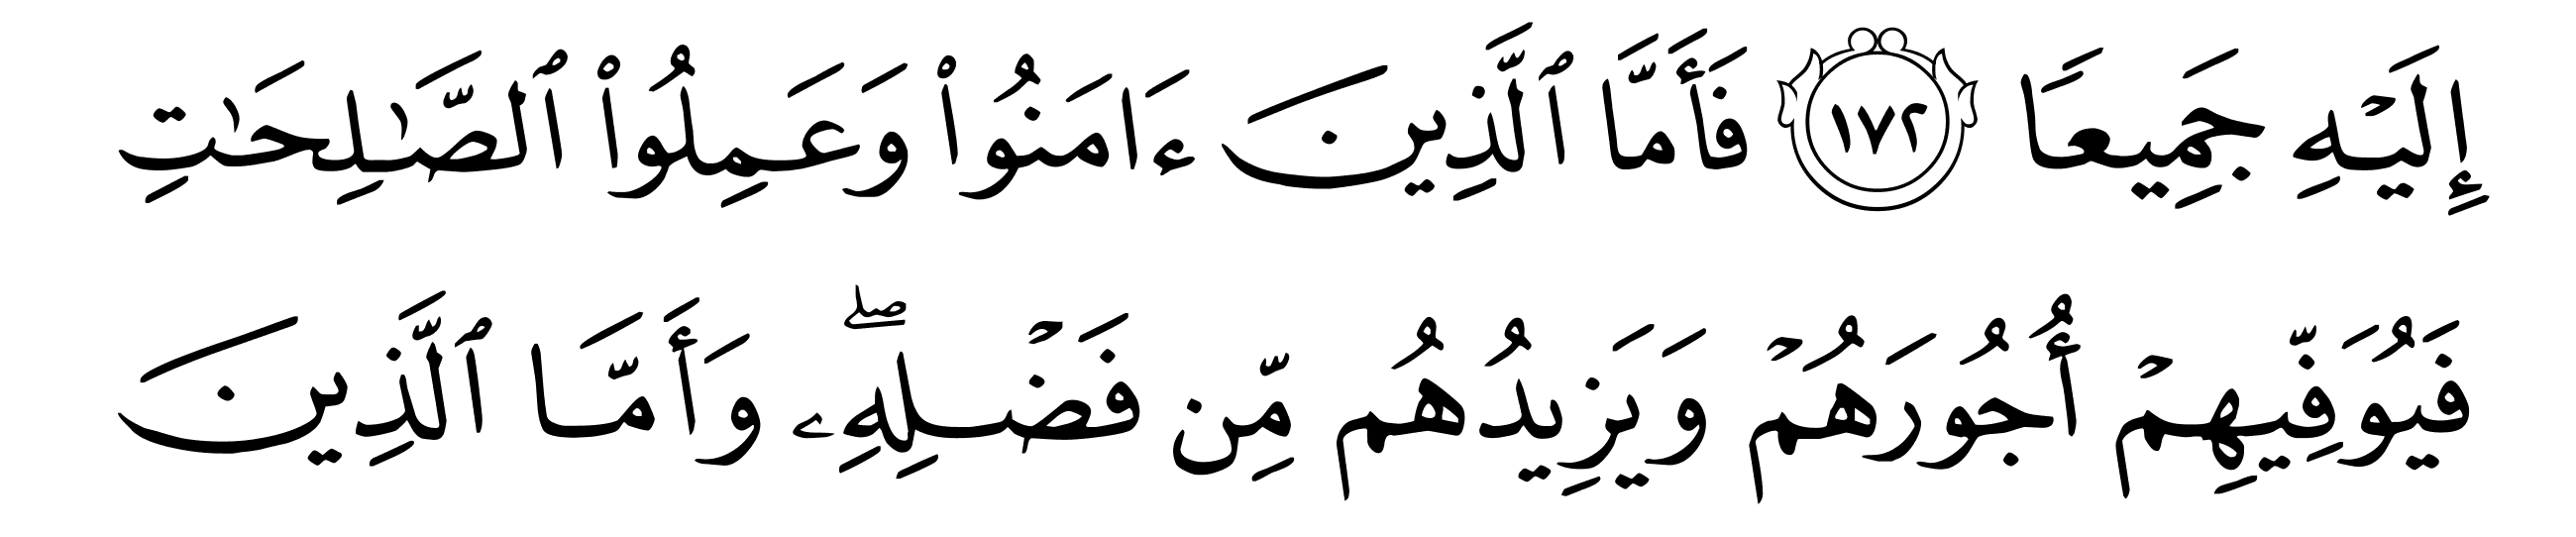 إِلَيۡهِ جَمِيعًا ١٧٢ فَأَمَّا ٱلَّذِينَ ءَامَنُواْ وَعَمِلُواْ ٱلصَّٰلِحَٰتِ
فَيُوَفِّيهِمۡ أُجُورَهُمۡ وَيَزِيدُهُم مِّن فَضۡلِهِۦۖ وَأَمَّا ٱلَّذِينَ